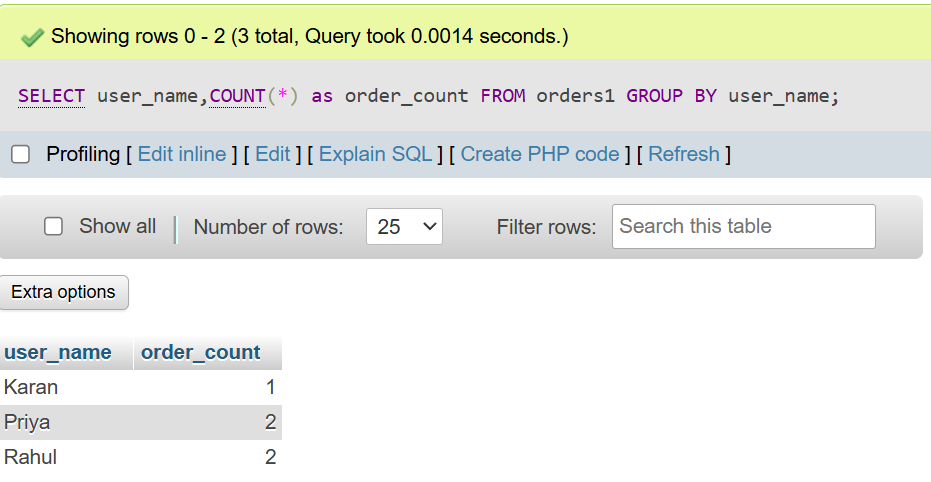 Showing rows 0 - 2 (3 total, Query took 0.0014 seconds.)
SELECT user_name,COUNT(*) as order_count FROM orders1 GROUP BY user_name;
Profiling [ Edit inline ] [ Edit ] [ Explain SQL ] [ Create PHP code ] [ Refresh ]
Show all Number of rows: 25 Filter rows: Search this table
Extra options
user_name order_count
Karan 1
Priya 2
Rahul 2